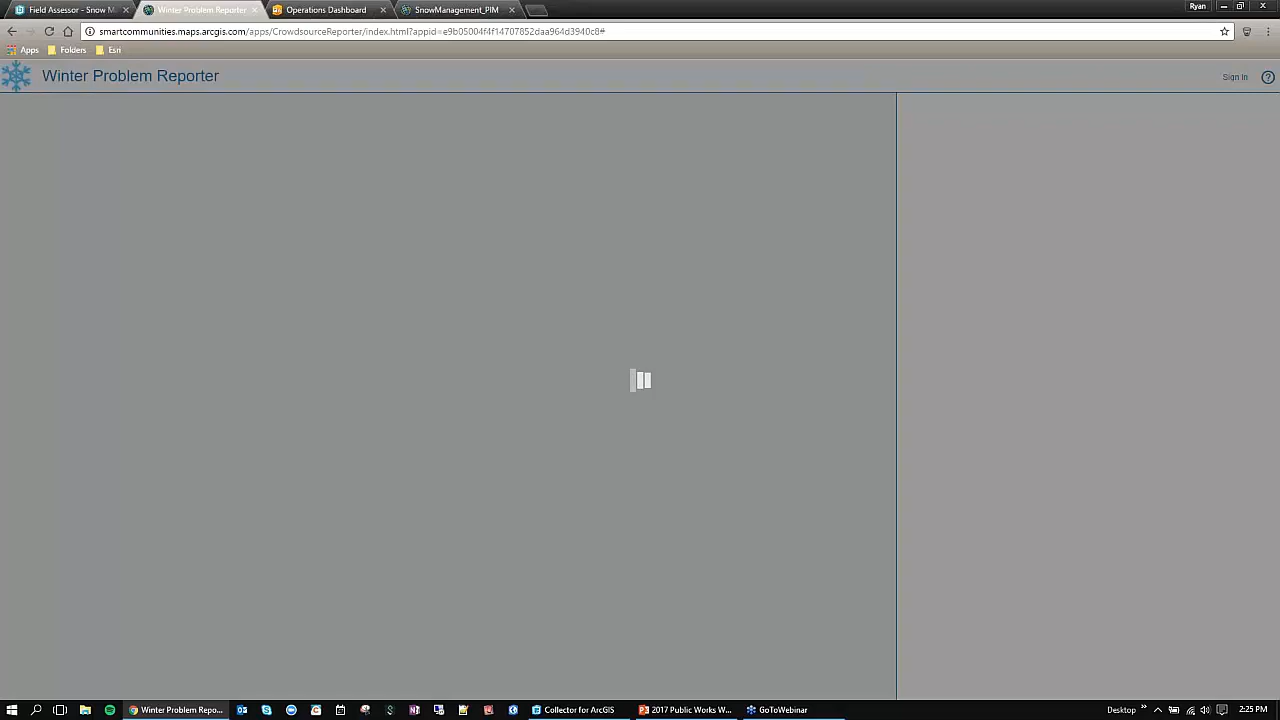 Field Assessor - Snow M
Winter Problem Reporter
Operations Dashboard
SnowManagement_PIM
Ryan
smartcommunities.maps.arcgis.com/apps/CrowdsourceReporter/index.html?appid=e9b05004f4f14707852daa964d3940c8#
Apps
Folders
Esri
Winter Problem Reporter
Sign In
?
Winter Problem Repo...
Collector for ArcGIS
2017 Public Works W...
GoToWebinar
Desktop
2:25 PM